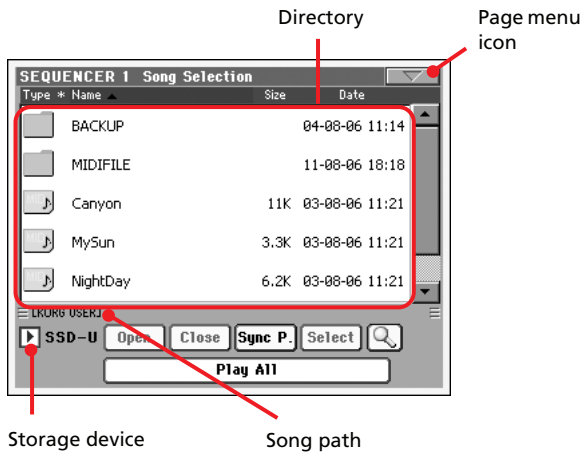 Directory
Page menu
icon
SEQUENCER 1 Song Selection
Type * Name Size Date
BACKUP 04-08-06 11:14
MIDIFILE 11-08-06 18:18
Canyon 11K 03-08-06 11:21
MySun 3.3K 03-08-06 11:21
NightDay 6.2K 03-08-06 11:21
[KORG USER]
SSD-U Open Close Sync P. Select
Play All
Storage device
Song path